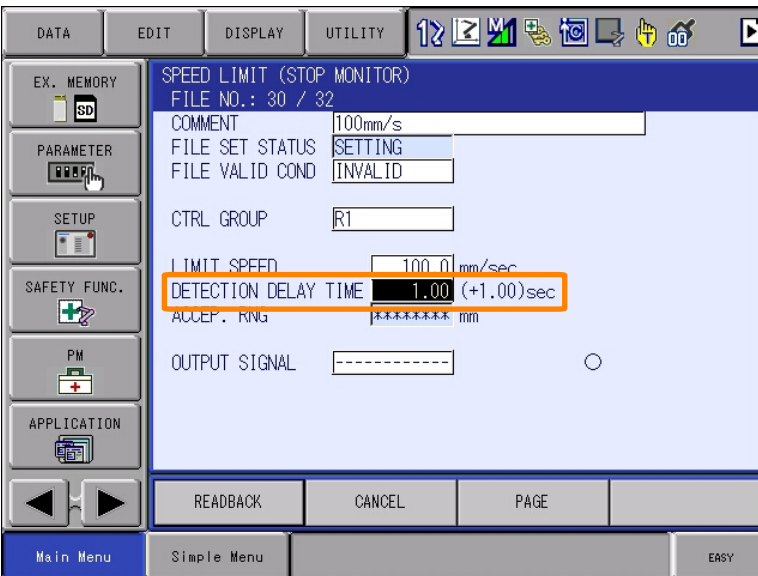 DATA EDIT DISPLAY UTILITY
EX. MEMORY
SD
PARAMETER
SETUP
SAFETY FUNC.
PM
APPLICATION
SPEED LIMIT (STOP MONITOR)
FILE NO.: 30 / 32
COMMENT 100mm/s
FILE SET STATUS SETTING
FILE VALID COND INVALID
CTRL GROUP R1
LIMIT SPEED 100.0 mm/sec
DETECTION DELAY TIME 1.00 (+1.00)sec
ACCEP. RNG ******** mm
OUTPUT SIGNAL ------------
READBACK CANCEL PAGE
Main Menu Simple Menu EASY